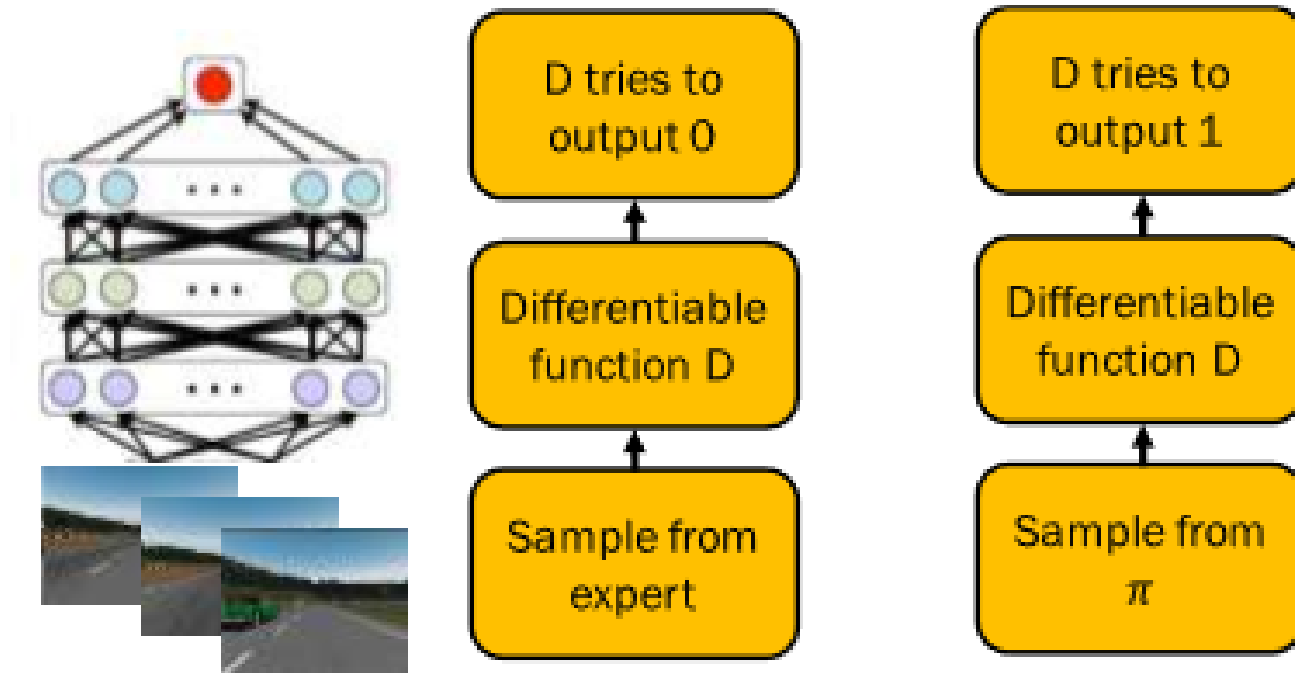 D tries to
output 0
Differentiable
function D
Sample from
expert
D tries to
output 1
Differentiable
function D
Sample from
π